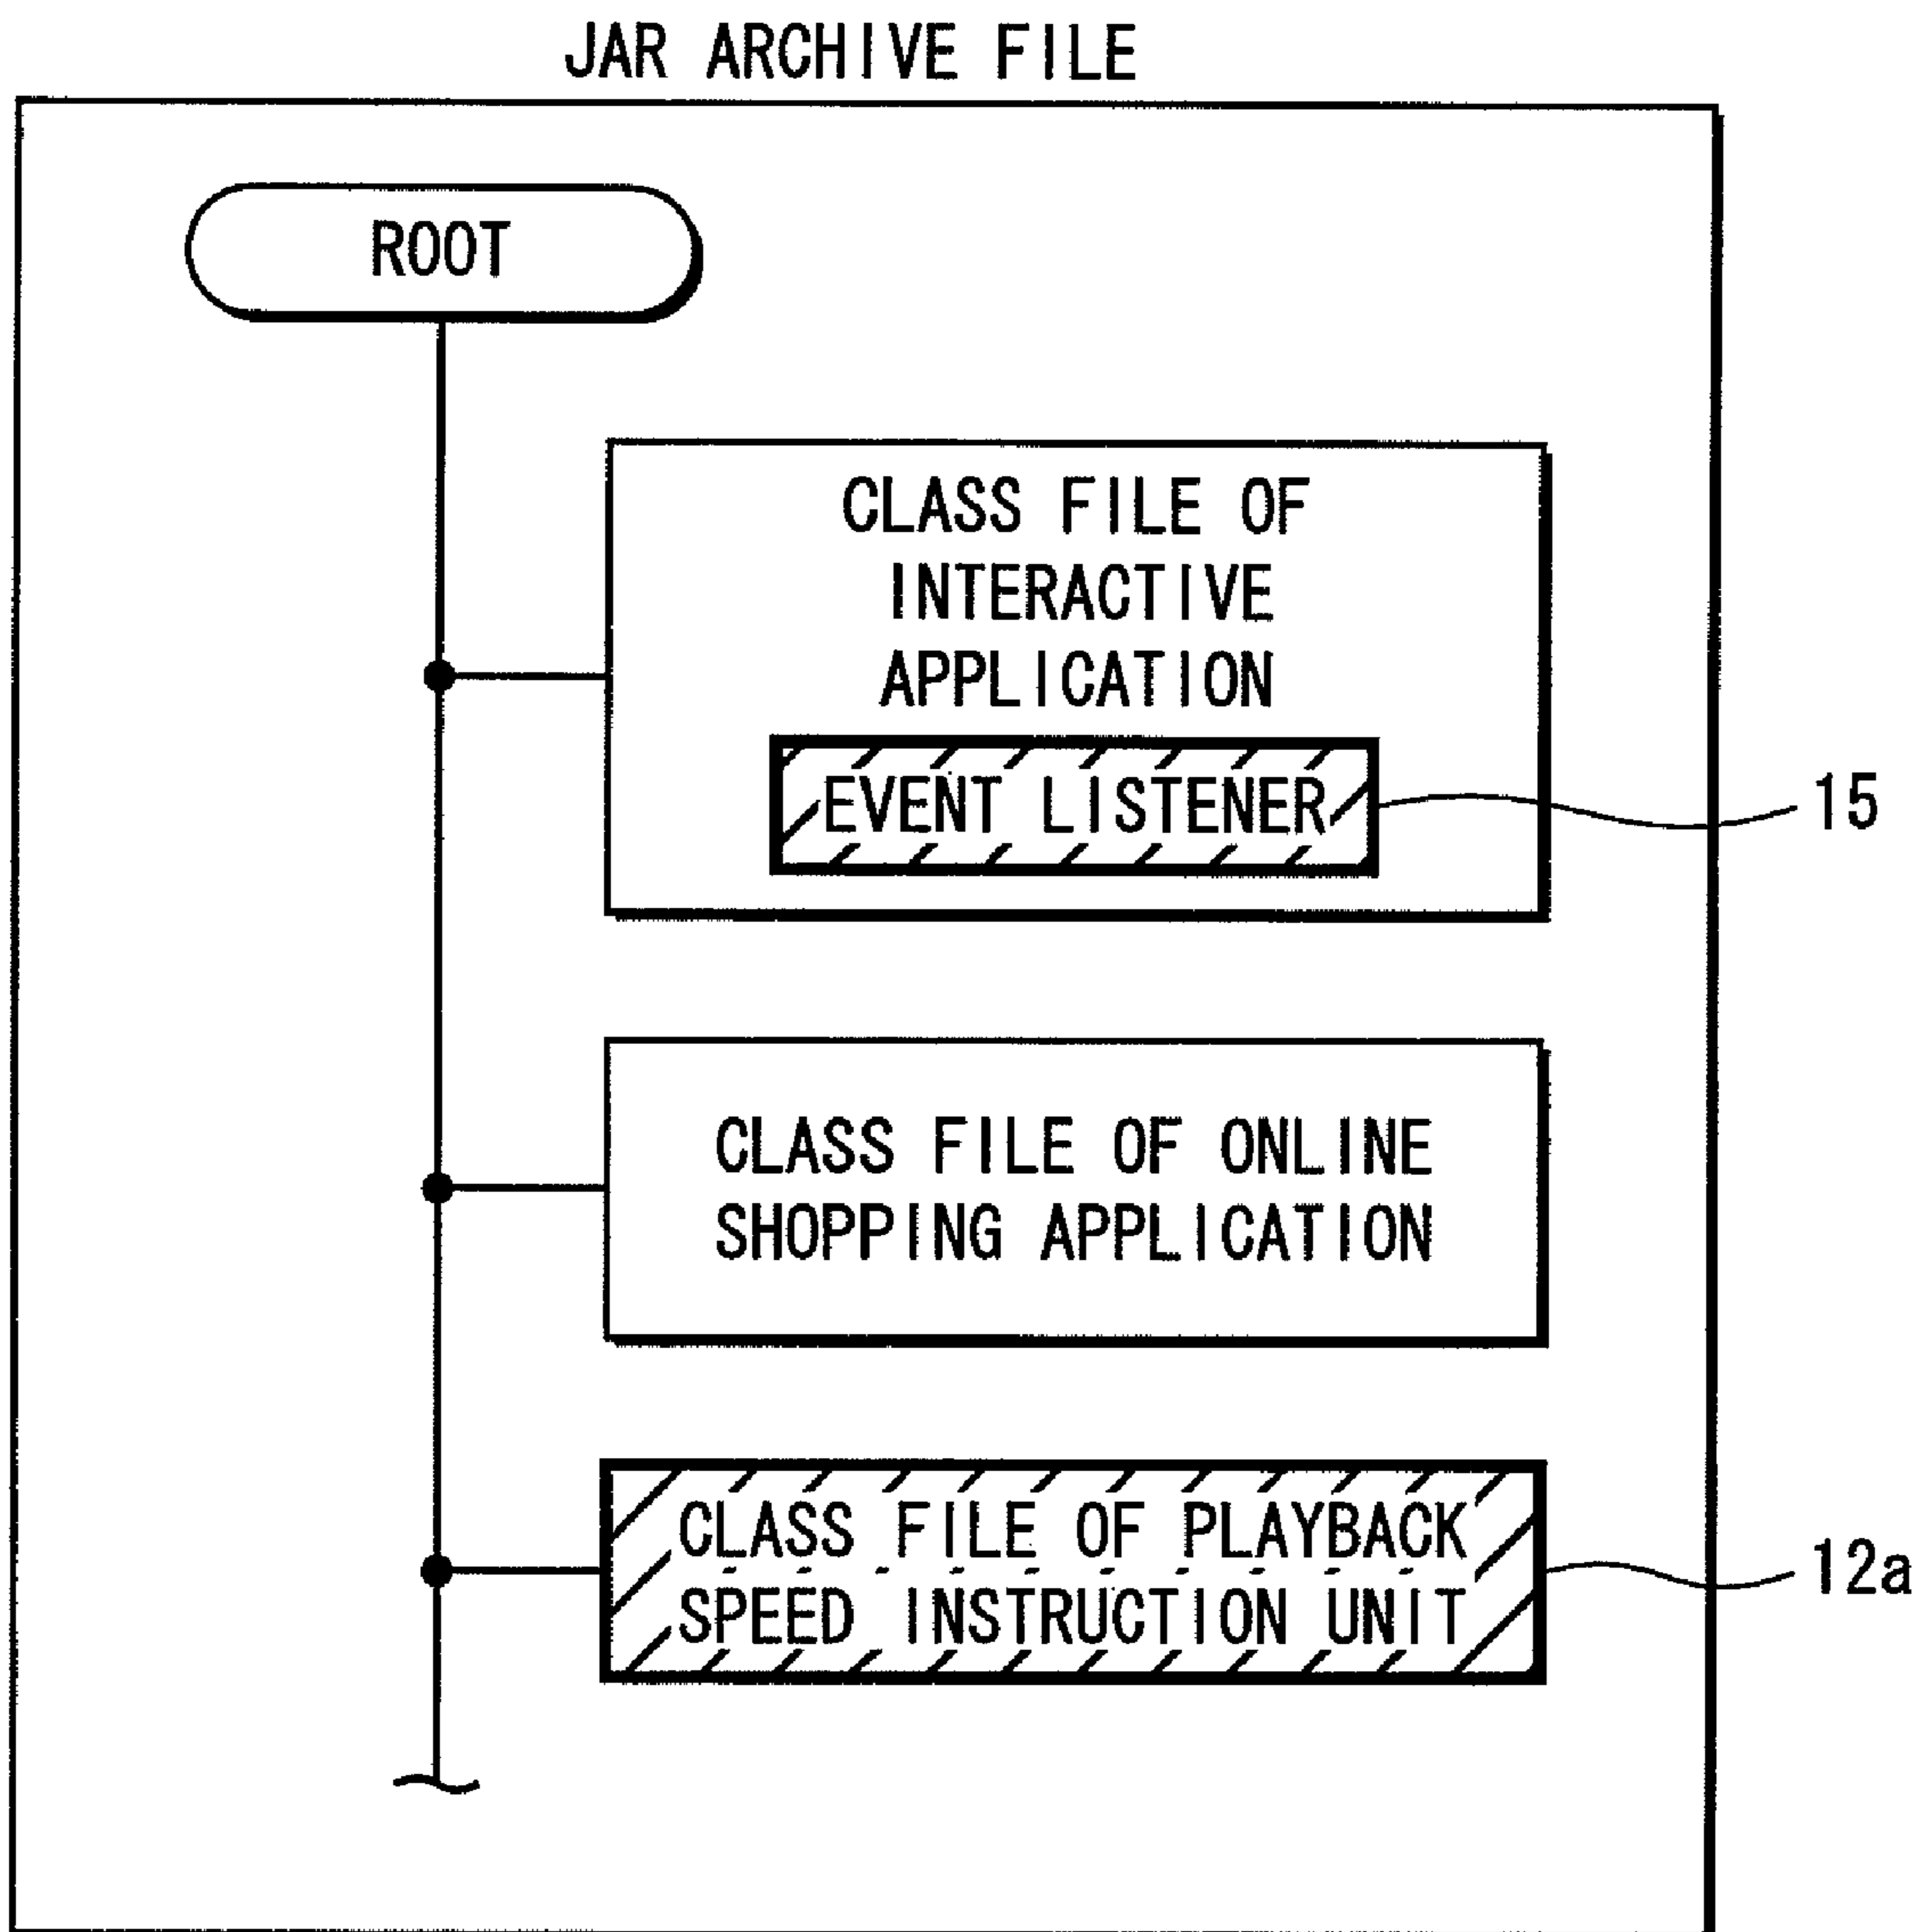 JAR ARCHIVE FILE
ROOT
CLASS FILE OF
INTERACTIVE
APPLICATION
EVENT LISTENER
15
CLASS FILE OF ONLINE
SHOPPING APPLICATION
CLASS FILE OF PLAYBACK
SPEED INSTRUCTION UNIT
12a